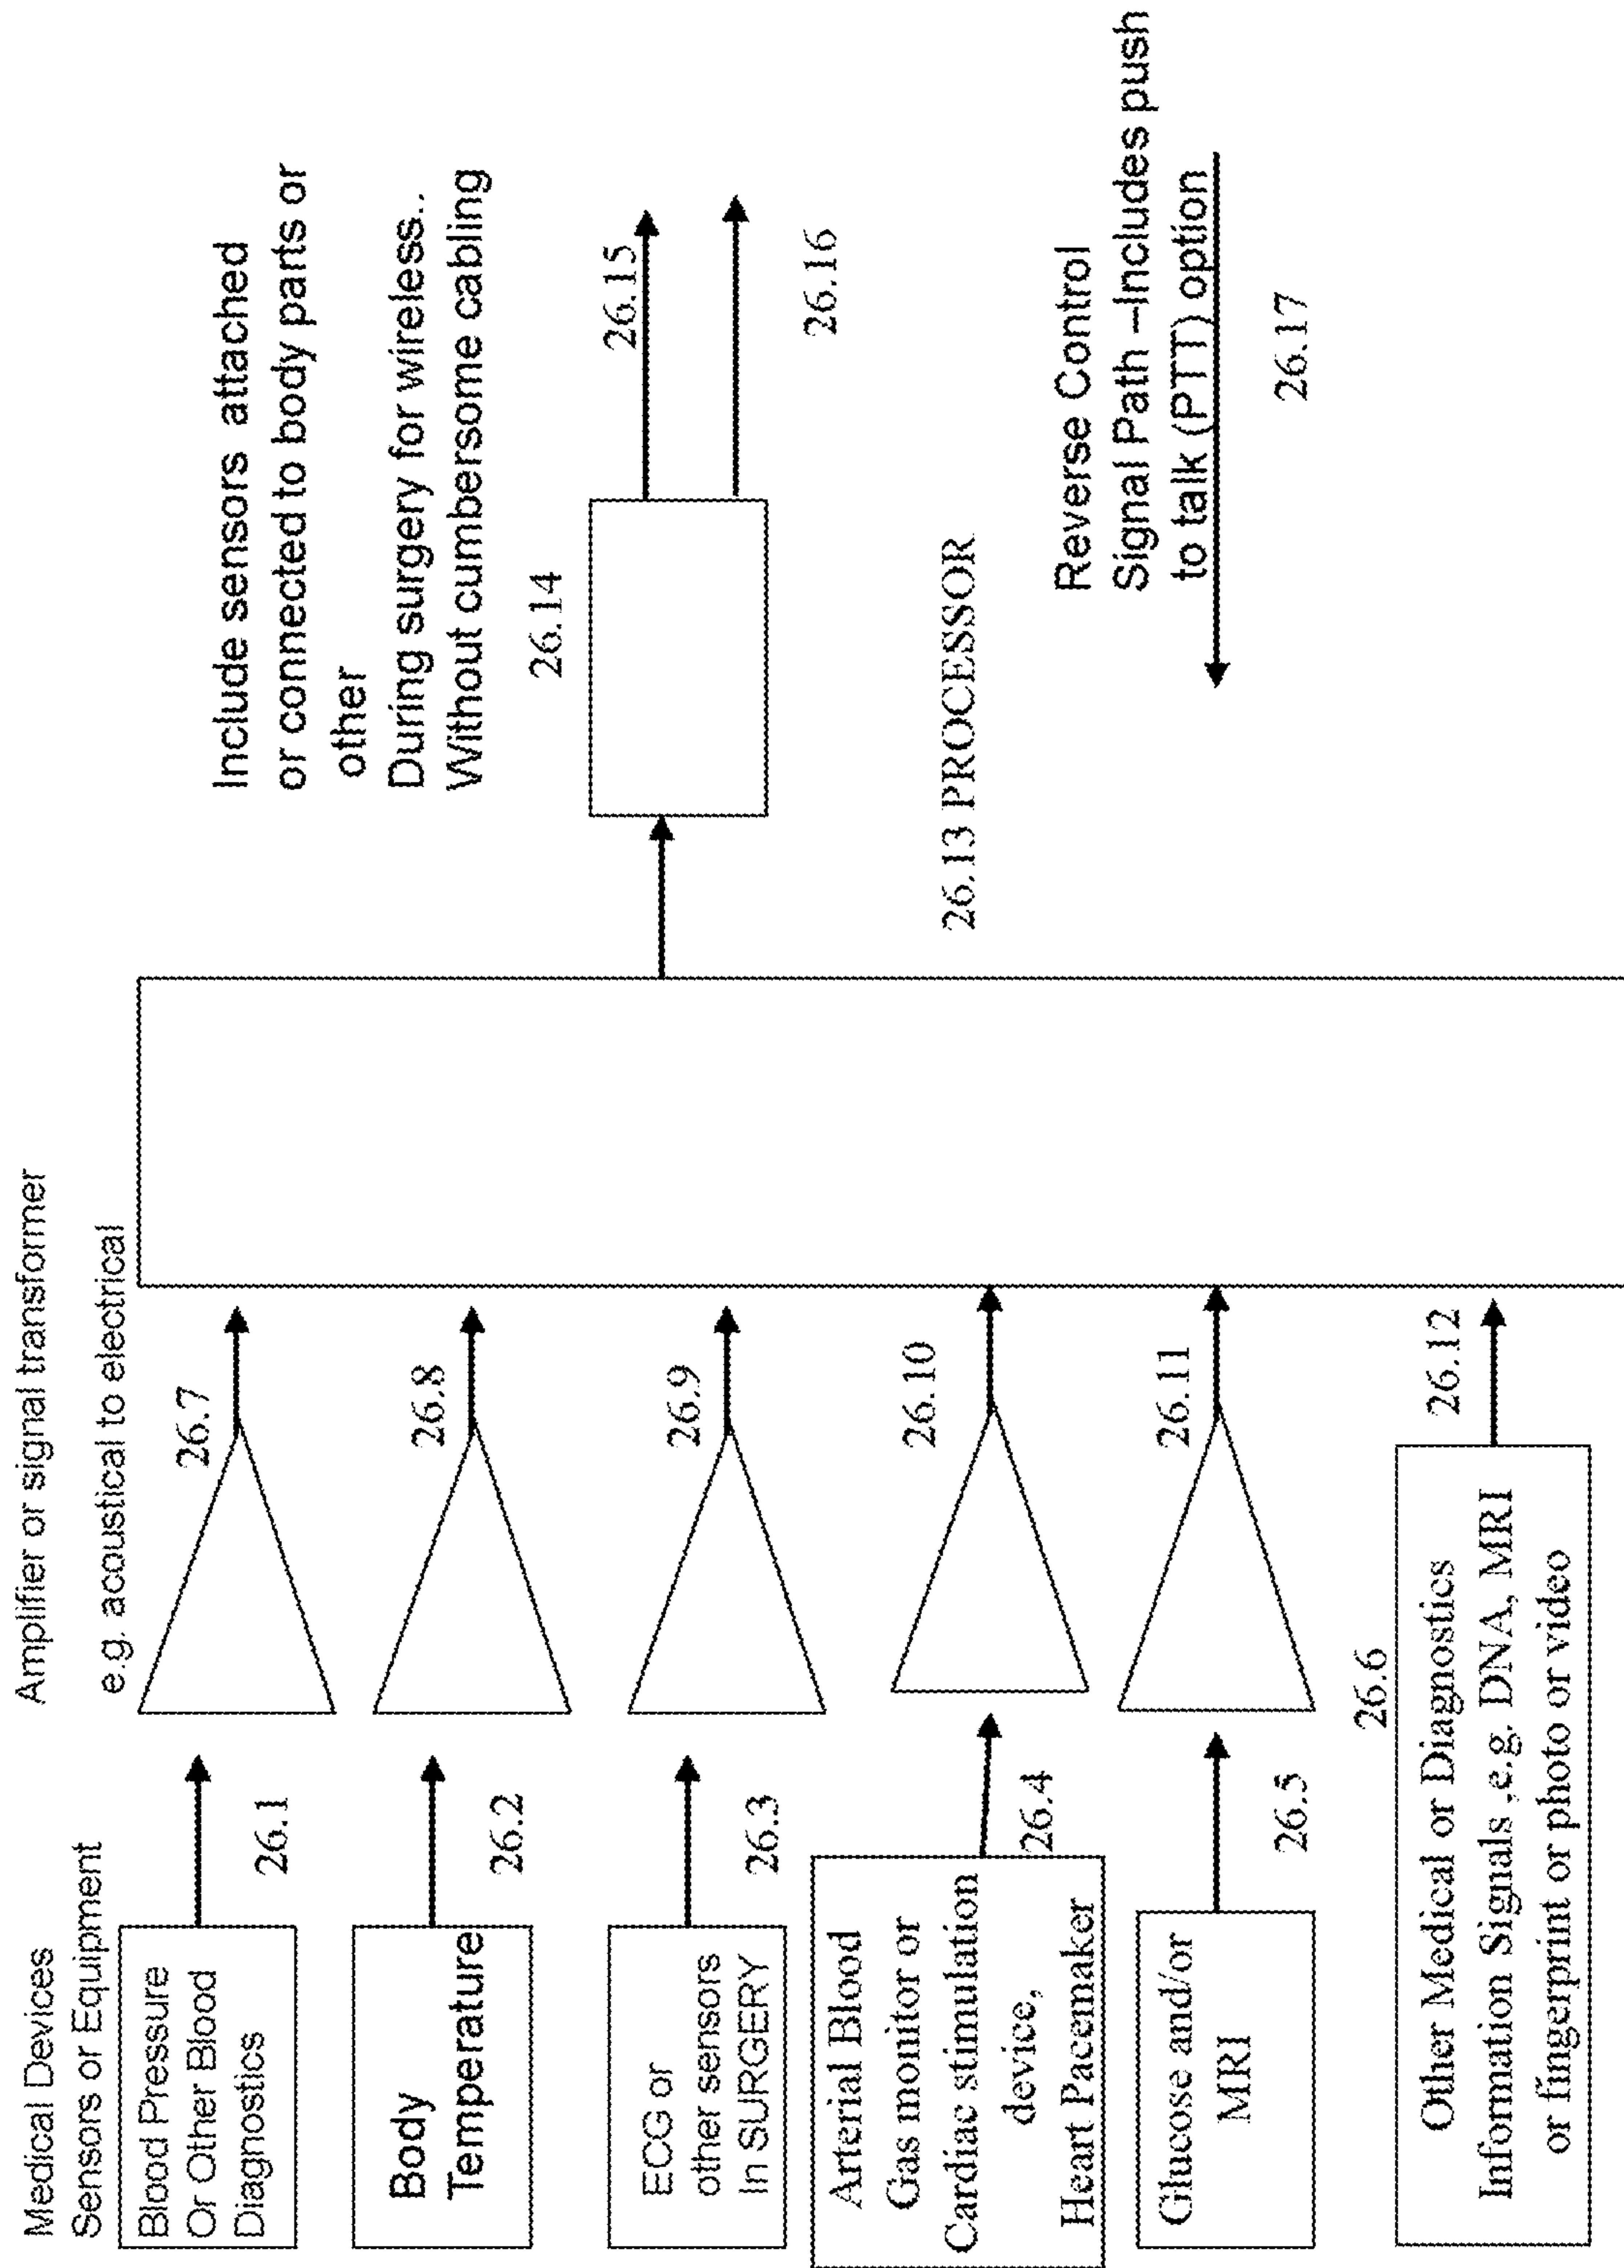 Medical Devices
Sensors or Equipment
Amplifier or signal transformer
e.g. acoustical to electrical
Blood Pressure
Or Other Blood
Diagnostics
26.1
26.7
Body
Temperature
26.2
26.8
ECG or
other sensors
In SURGERY
26.3
26.9
Arterial Blood
Gas monitor or
Cardiac stimulation
device,
Heart Pacemaker
26.4
26.10
Glucose and/or
MRI
26.5
26.11
26.6
Other Medical or Diagnostics
Information Signals ,e.g. DNA, MRI
or fingerprint or photo or video
26.12
Include sensors attached
or connected to body parts or
other
During surgery for wireless..
Without cumbersome cabling
26.14
26.15
26.16
26.13 PROCESSOR
Reverse Control
Signal Path –Includes push
to talk (PTT) option
26.17